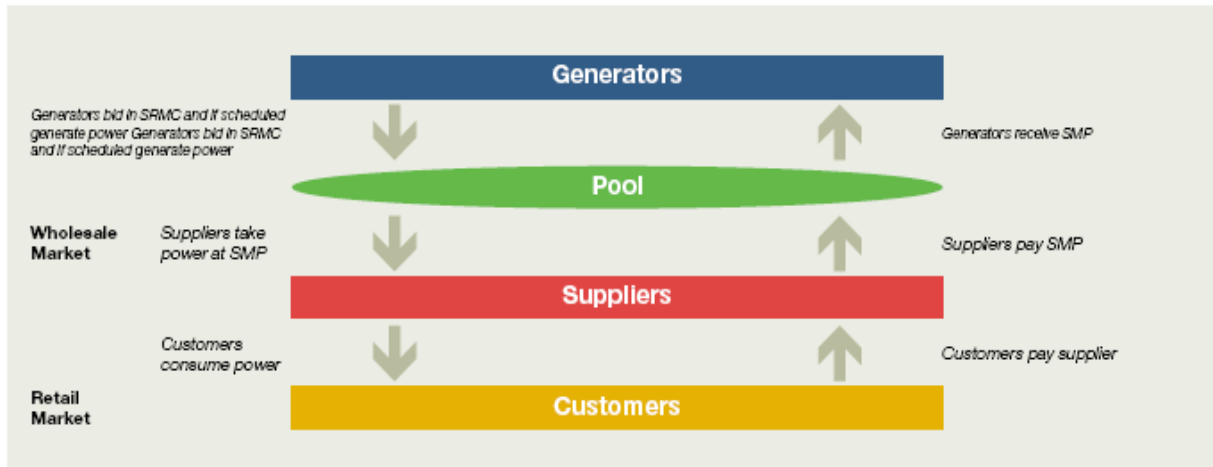 Generators
Generators bid in SRMC and if scheduled
generate power Generators bid in SRMC
and if scheduled generate power
Generators receive SMP
Pool
Wholesale
Market
Suppliers take
power at SMP
Suppliers pay SMP
Suppliers
Customers
consume power
Customers pay supplier
Retail
Market
Customers